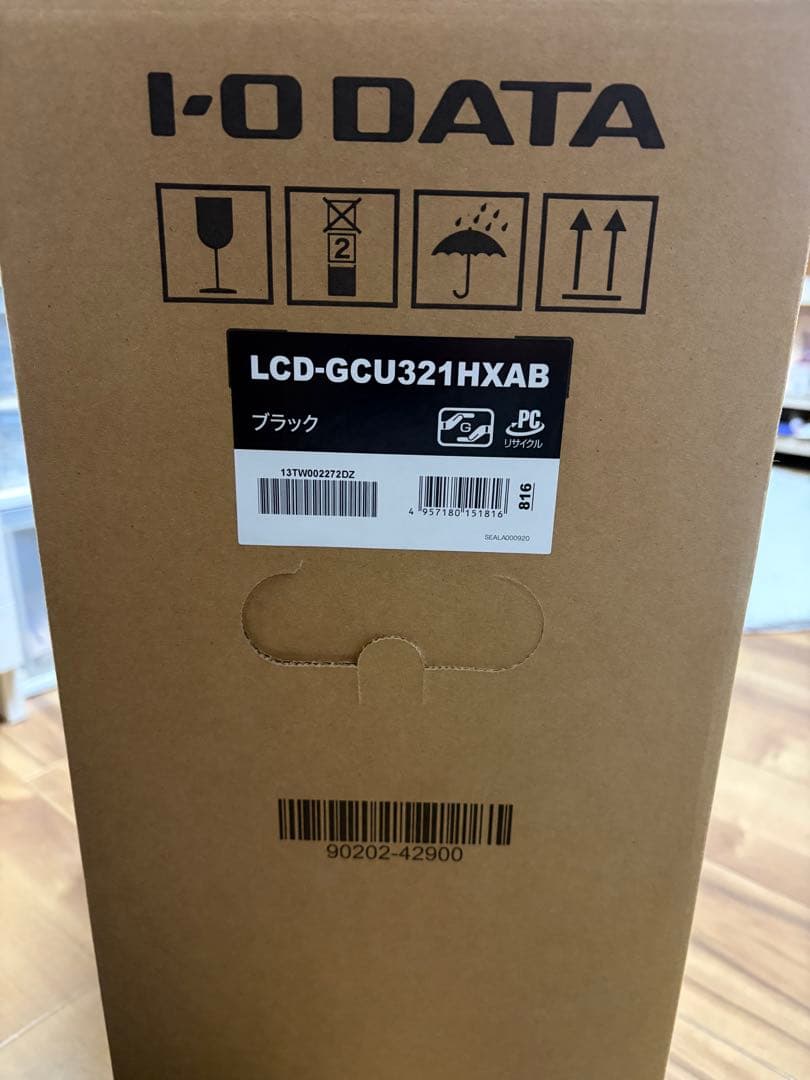 I-O DATA
2
LCD-GCU321HXAB
ブラック
G
PC
リサイクル
13TW002272DZ
4 957180 151816
816
SEALA000920
90202-42900